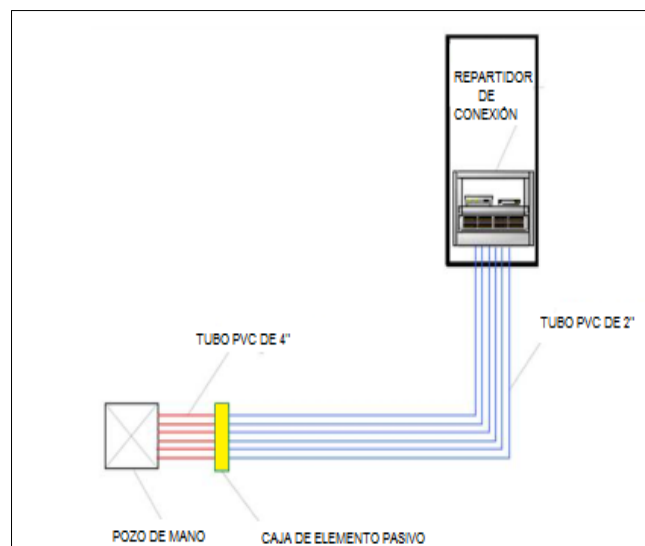 REPARTIDOR
DE
CONEXIÓN
TUBO PVC DE 2"
TUBO PVC DE 4"
POZO DE MANO
CAJA DE ELEMENTO PASIVO